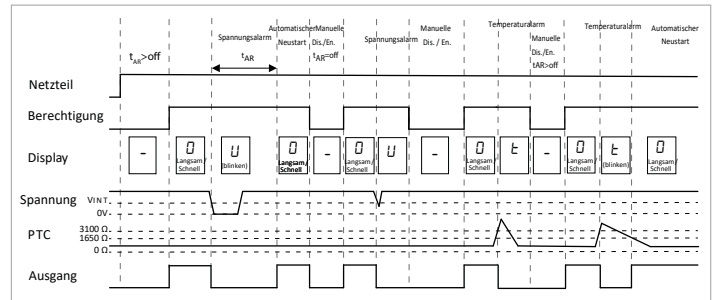 t_AR>off
Spannungsalarm
t_AR
Automatischer
Neustart
Manuelle
Dis./En.
t_AR=off
Spannungsalarm
Manuelle
Dis. / En.
Temperaturalarm
Manuelle
Dis./En.
tAR>off
Temperaturalarm
Automatischer
Neustart
Netzteil
Berechtigung
Display
-
0
Langsam/
Schnell
U
(blinken)
0
Langsam/
Schnell
-
0
Langsam/
Schnell
U
-
0
Langsam/
Schnell
t
-
0
Langsam/
Schnell
t
(blinken)
0
Langsam/
Schnell
Spannung
VINT
0V
PTC
3100 Ω
1650 Ω
0 Ω
Ausgang